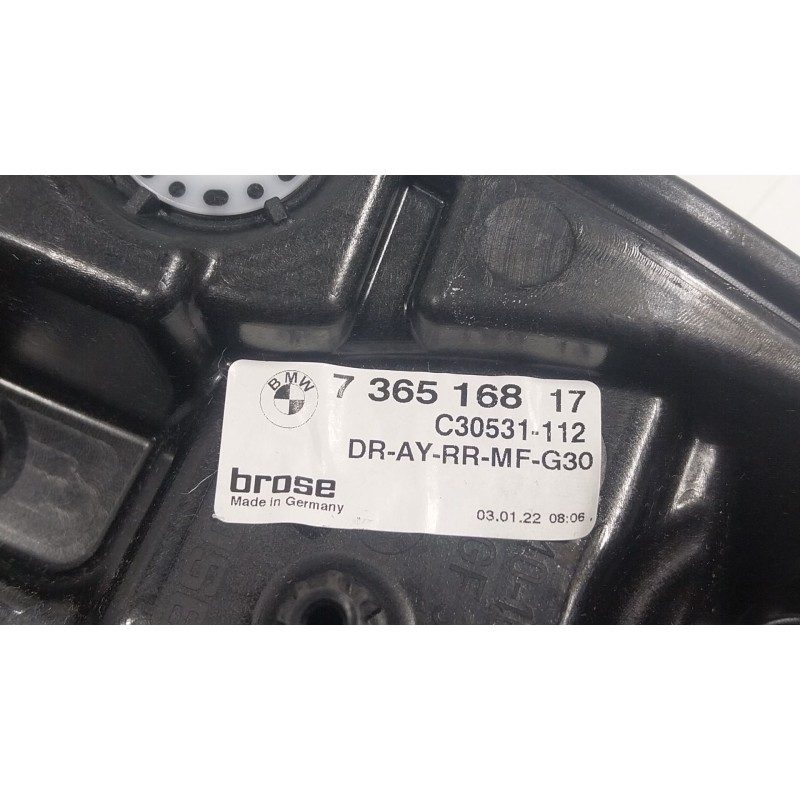 BMW
7 365 168 17
C30531-112
DR-AY-RR-MF-G30
brose
Made in Germany
03.01.22 08:06